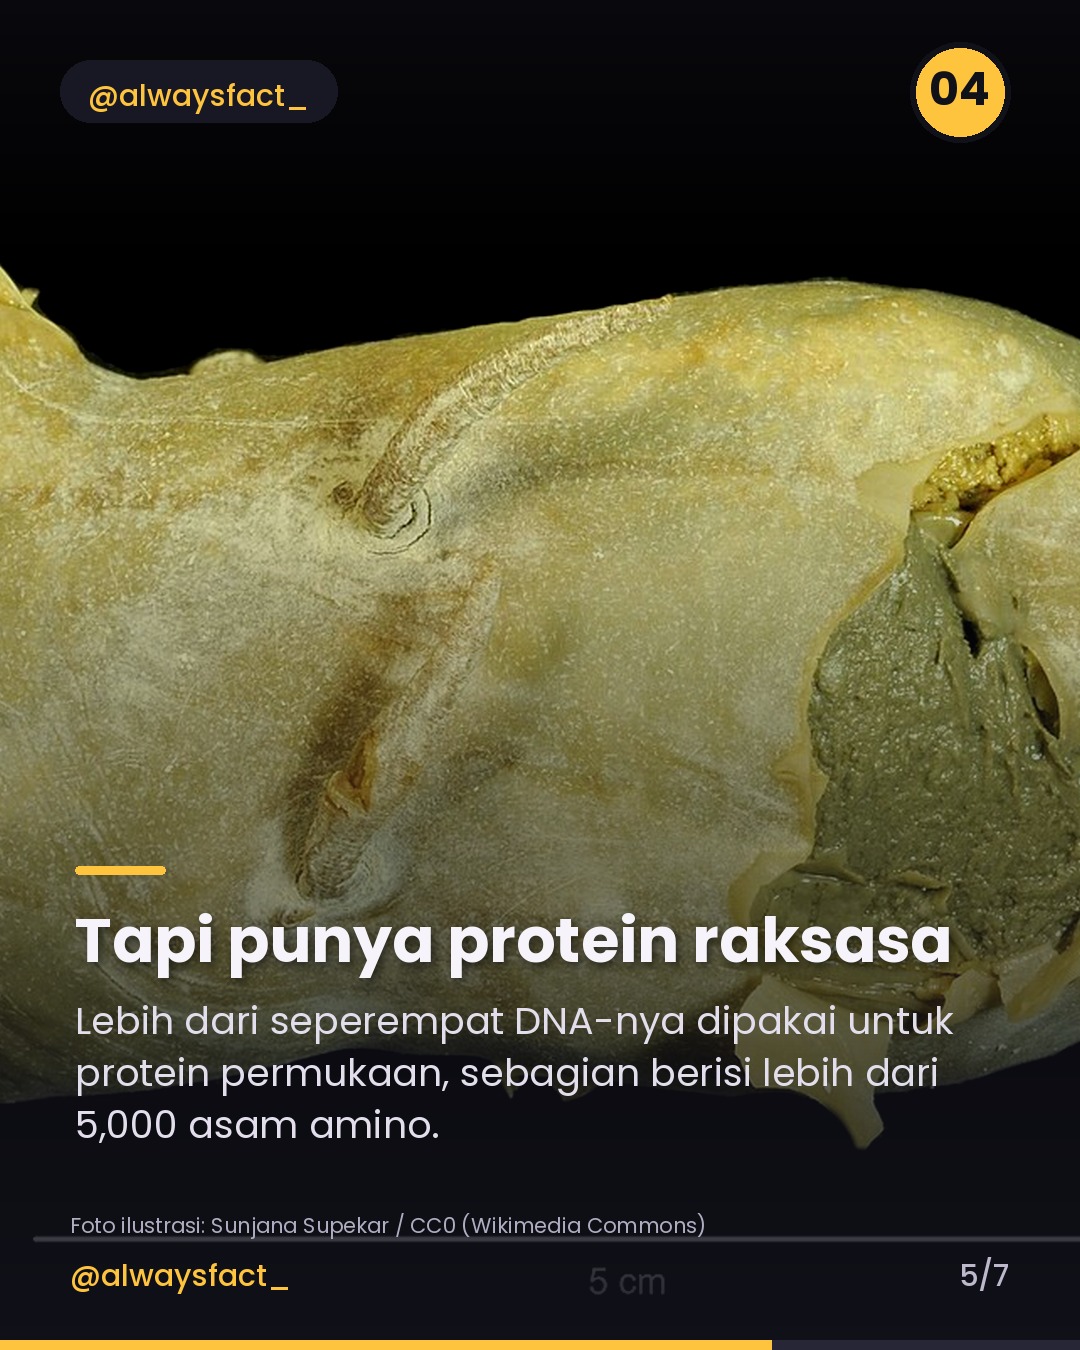 @alwaysfact_
04
Tapi punya protein raksasa
Lebih dari seperempat DNA-nya dipakai untuk
protein permukaan, sebagian berisi lebih dari
5,000 asam amino.
Foto ilustrasi: Sunjana Supekar / CC0 (Wikimedia Commons)
@alwaysfact_
5 cm
5/7